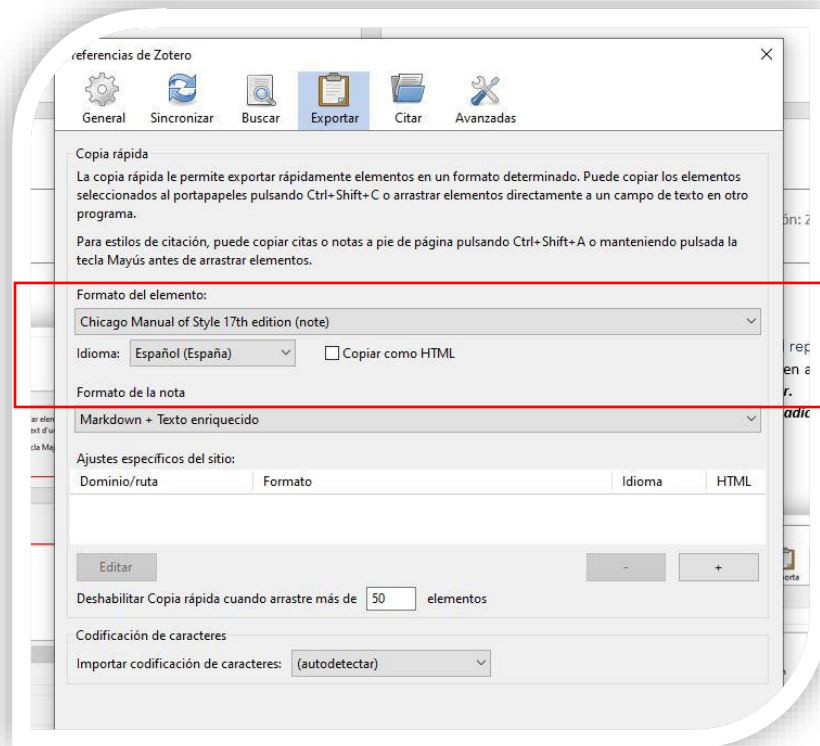 referencias de Zotero
General Sincronizar Buscar Exportar Citar Avanzadas
Copia rápida
La copia rápida le permite exportar rápidamente elementos en un formato determinado. Puede copiar los elementos
seleccionados al portapapeles pulsando Ctrl+Shift+C o arrastrar elementos directamente a un campo de texto en otro
programa.
Para estilos de citación, puede copiar citas o notas a pie de página pulsando Ctrl+Shift+A o manteniendo pulsada la
tecla Mayús antes de arrastrar elementos.
Formato del elemento:
Chicago Manual of Style 17th edition (note)
Idioma: Español (España) Copiar como HTML
Formato de la nota
Markdown + Texto enriquecido
Ajustes específicos del sitio:
Dominio/ruta Formato Idioma HTML
Editar - +
Deshabilitar Copia rápida cuando arrastre más de 50 elementos
Codificación de caracteres
Importar codificación de caracteres: (autodetectar)